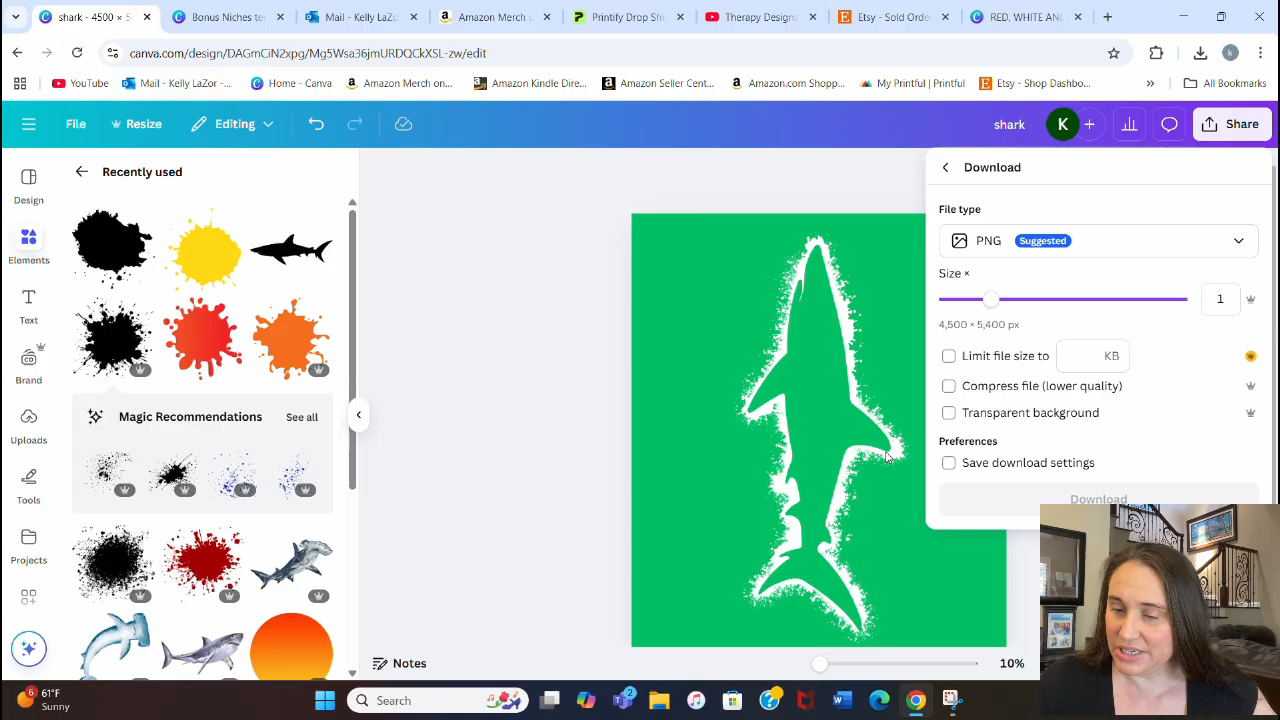 shark - 4500 × 5
Bonus Niches te
Mail - Kelly LaZor
Amazon Merch o
Printify Drop Shi
Therapy Designs
Etsy - Sold Orde
RED, WHITE AN
canva.com/design/DAGmCiN2xpg/Mg5Wsa36jmURDQCkXSL-zw/edit
k
YouTube
Mail - Kelly LaZor -...
Home - Canva
Amazon Merch on...
Amazon Kindle Dire...
Amazon Seller Cent...
Amazon.com Shopp...
My Printful | Printful
Etsy - Shop Dashbo...
All Bookmarks
File
Resize
Editing
shark
K
Share
Design
Elements
Text
Brand
Uploads
Tools
Projects
Recently used
Magic Recommendations
See all
Download
File type
PNG
Suggested
Size ×
1
4,500 × 5,400 px
Limit file size to
KB
Compress file (lower quality)
Transparent background
Preferences
Save download settings
Download
Notes
10%
6
61°F
Sunny
Search
2